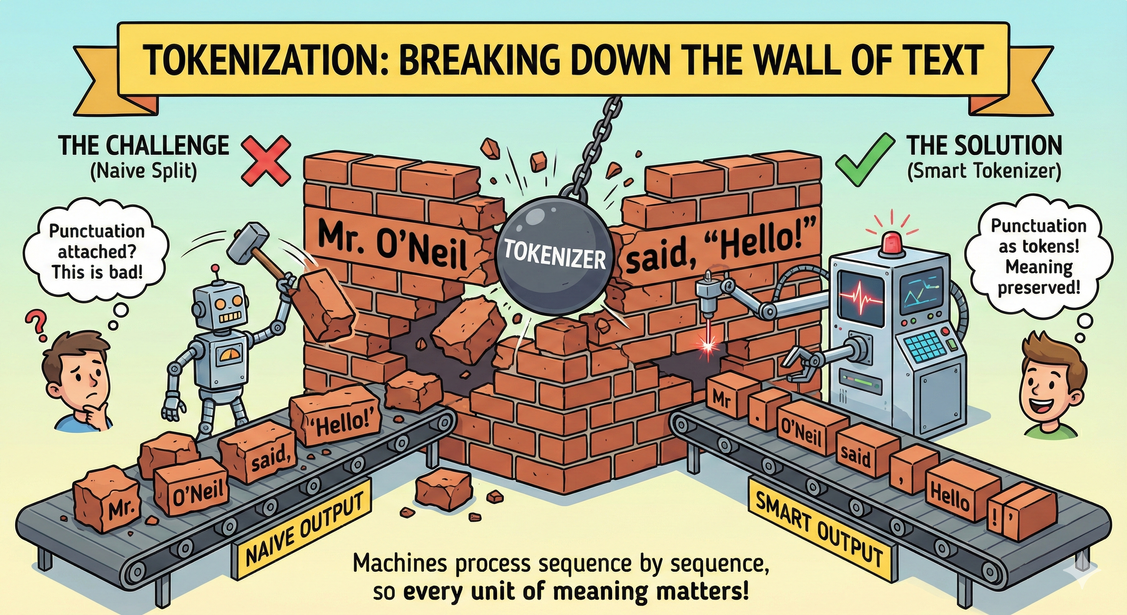 TOKENIZATION: BREAKING DOWN THE WALL OF TEXT
THE CHALLENGE
(Naive Split)
THE SOLUTION
(Smart Tokenizer)
Punctuation
attached?
This is bad!
Mr. O'Neil
TOKENIZER
said, “Hello!”
Punctuation
as tokens!
Meaning
preserved!
?
Mr.
O'Neil
said,
'Hello!'
NAIVE OUTPUT
Mr
.
O'Neil
said
,
Hello
!
'
SMART OUTPUT
Machines process sequence by sequence,
so every unit of meaning matters!